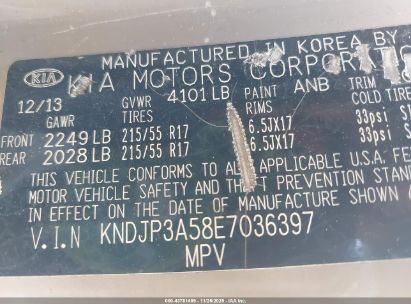 MANUFACTURED IN KOREA BY
KIA KIA MOTORS CORPORATION
12/13 GVWR 4101 LB PAINT ANB TRIM
GAWR TIRES RIMS COLD TIRE
FRONT 2249 LB 215/55 R17 6.5JX17 33psi
REAR 2028 LB 215/55 R17 6.5JX17 33psi
THIS VEHICLE CONFORMS TO ALL APPLICABLE U.S.A. FE
MOTOR VEHICLE SAFETY AND THEFT PREVENTION STAND
IN EFFECT ON THE DATE OF MANUFACTURE SHOWN
V.I.N KNDJP3A58E7036397
MPV